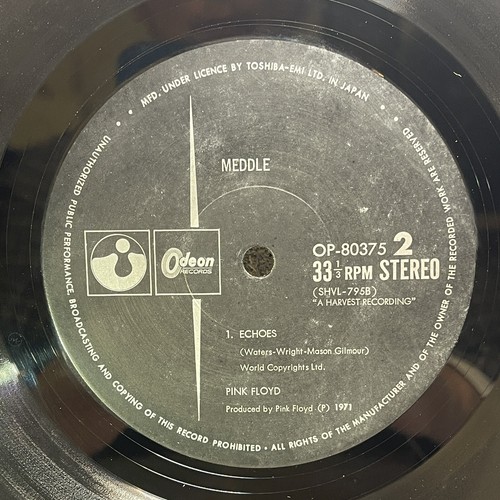 • MFD. UNDER LICENCE BY TOSHIBA-EMI LTD. IN JAPAN •
MEDDLE
Odeon
RECORDS
OP-80375 2
33 1/3 RPM STEREO
(SHVL-795B)
"A HARVEST RECORDING"
1. ECHOES
(Waters-Wright-Mason Gilmour)
World Copyrights Ltd.
PINK FLOYD
Produced by Pink Floyd (P) 1971
• UNAUTHORIZED PUBLIC PERFORMANCE, BROADCASTING AND COPYING OF THIS RECORD PROHIBITED • ALL RIGHTS OF THE MANUFACTURER AND OF THE OWNER OF THE RECORDED WORK ARE RESERVED •